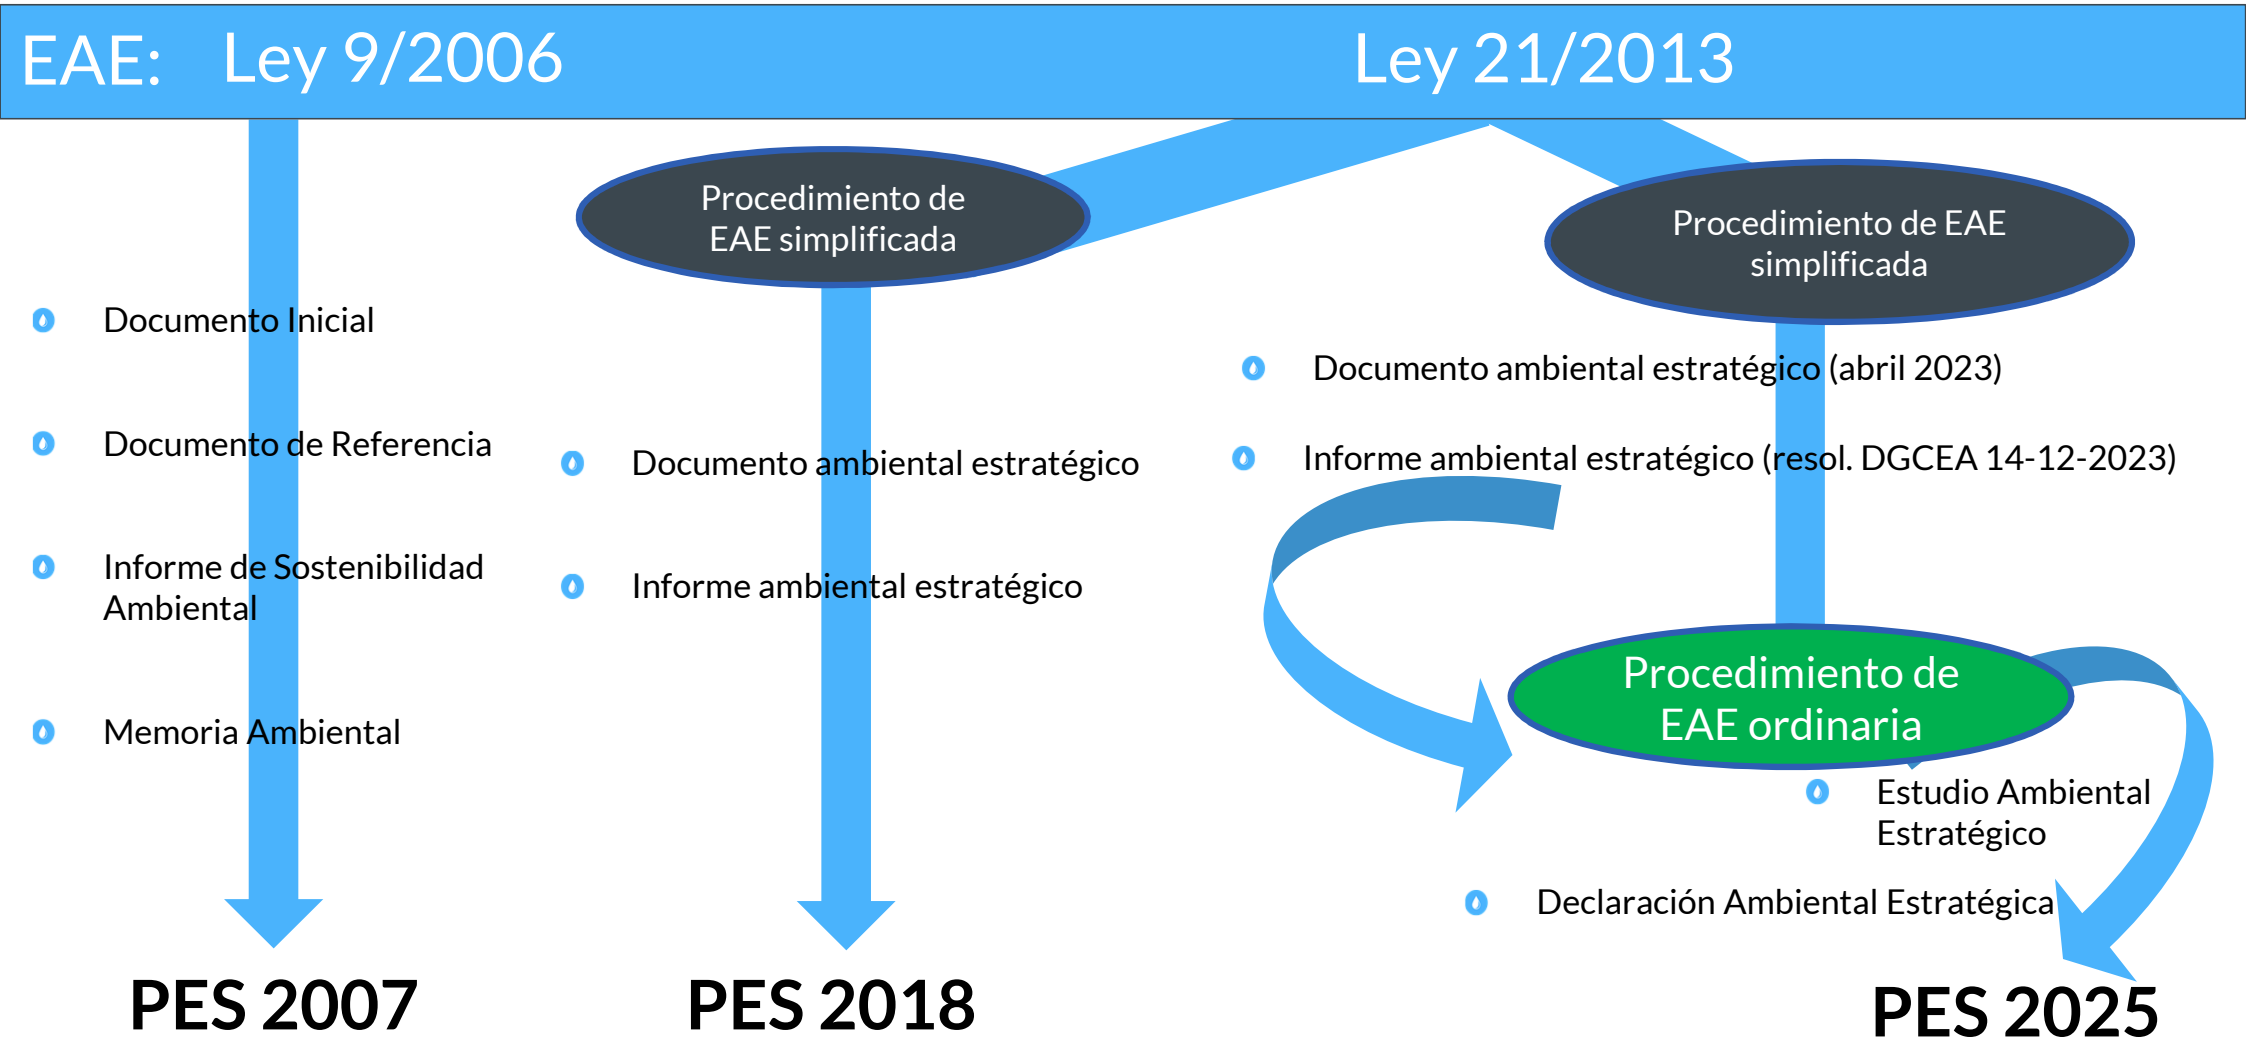 EAE: Ley 9/2006
Ley 21/2013
Documento Inicial
Documento de Referencia
Informe de Sostenibilidad
Ambiental
Memoria Ambiental
PES 2007
Procedimiento de
EAE simplificada
Documento ambiental estratégico
Informe ambiental estratégico
PES 2018
Procedimiento de EAE
simplificada
Documento ambiental estratégico (abril 2023)
Informe ambiental estratégico (resol. DGCEA 14-12-2023)
Procedimiento de
EAE ordinaria
Estudio Ambiental
Estratégico
Declaración Ambiental Estratégica
PES 2025